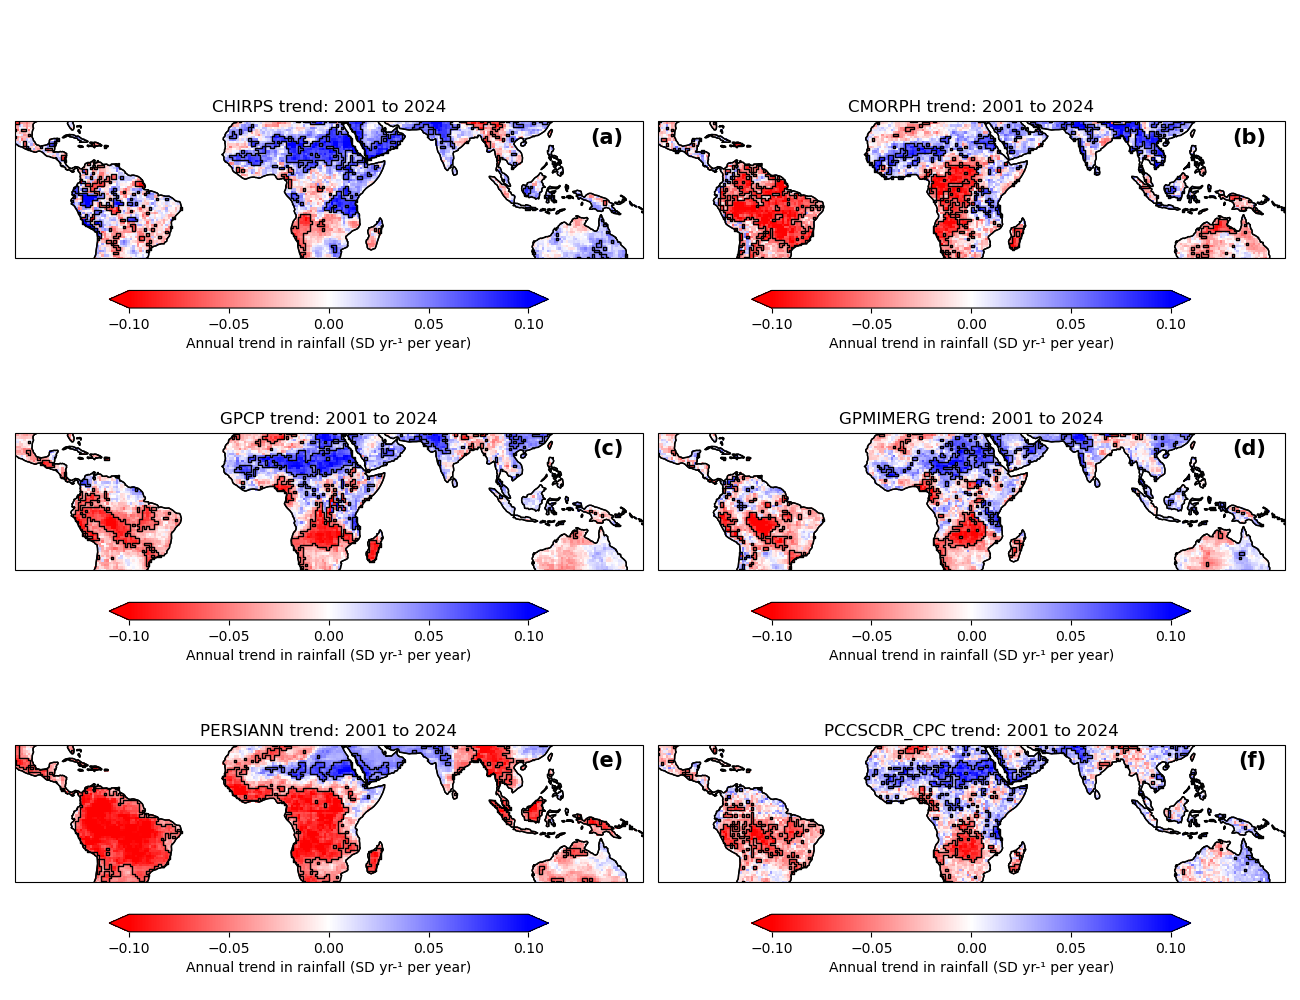 CHIRPS trend: 2001 to 2024
(a)
−0.10 −0.05 0.00 0.05 0.10
Annual trend in rainfall (SD yr-¹ per year)
CMORPH trend: 2001 to 2024
(b)
−0.10 −0.05 0.00 0.05 0.10
Annual trend in rainfall (SD yr-¹ per year)
GPCP trend: 2001 to 2024
(c)
−0.10 −0.05 0.00 0.05 0.10
Annual trend in rainfall (SD yr-¹ per year)
GPMIMERG trend: 2001 to 2024
(d)
−0.10 −0.05 0.00 0.05 0.10
Annual trend in rainfall (SD yr-¹ per year)
PERSIANN trend: 2001 to 2024
(e)
−0.10 −0.05 0.00 0.05 0.10
Annual trend in rainfall (SD yr-¹ per year)
PCCSCDR_CPC trend: 2001 to 2024
(f)
−0.10 −0.05 0.00 0.05 0.10
Annual trend in rainfall (SD yr-¹ per year)